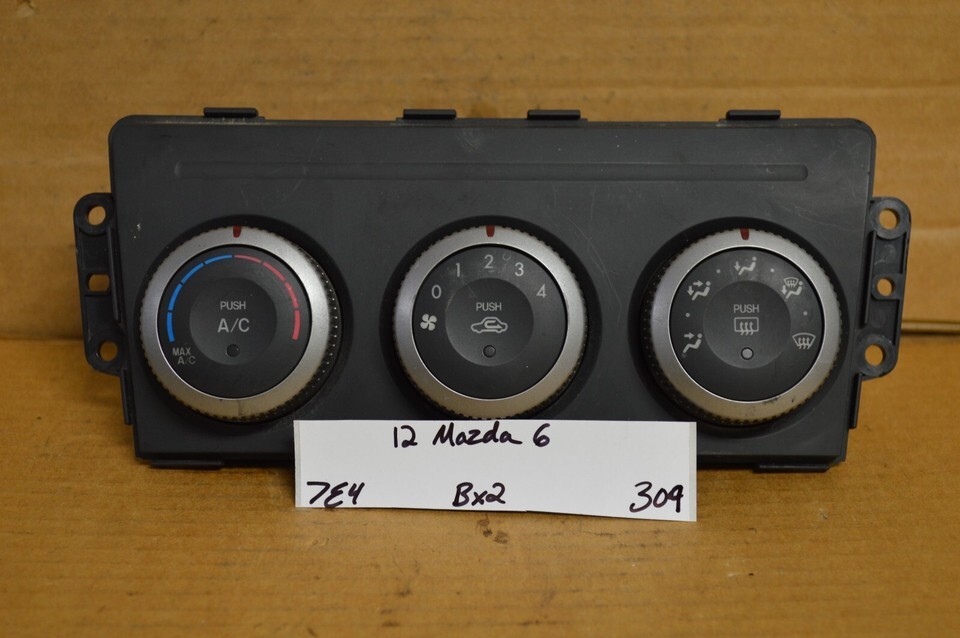 PUSH
A/C
MAX
A/C
0 1 2 3 4
PUSH
PUSH
12 Mazda 6
7E4 Bx2 309